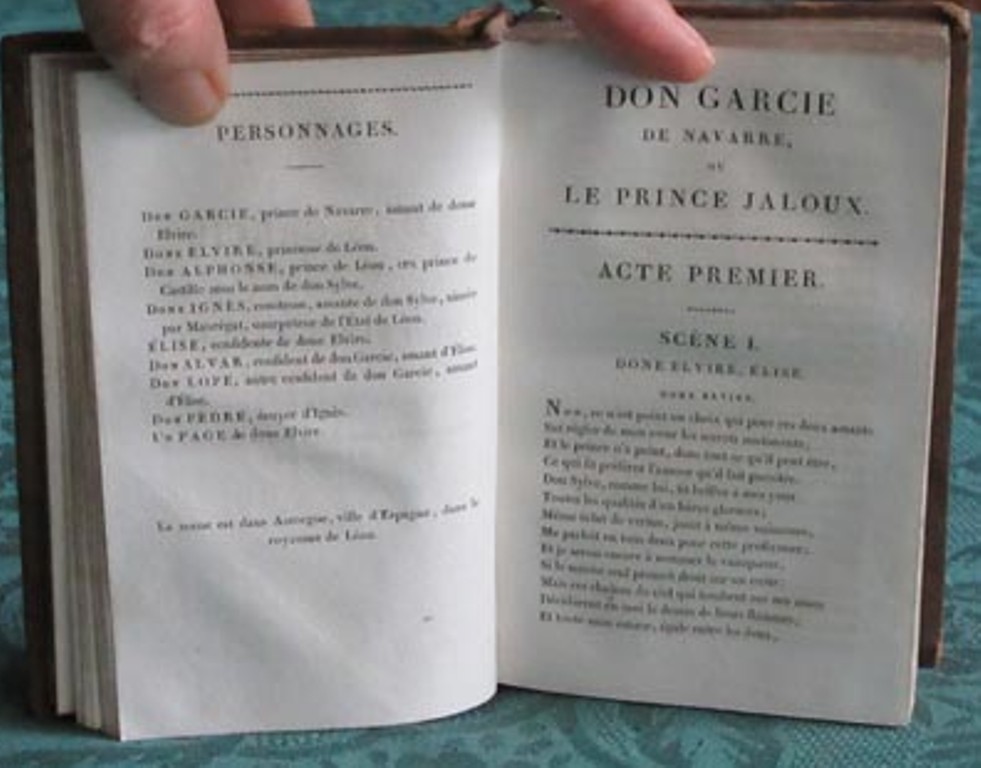 PERSONNAGES.
Don GARCIE, prince de Navarre, amant de done
Elvire.
Done ELVIRE, princesse de Léon.
Don ALPHONSE, prince de Léon, cru prince de
Castille sous le nom de don Sylve.
Done IGNÈS, comtesse, amante de don Sylve, aimée
par Maurégat, usurpateur de l'État de Léon.
ÉLISE, confidente de done Elvire.
Don ALVAR, confident de don Garcie, amant d'Élise.
Don LOPE, autre confident de don Garcie, amant
d'Élise.
Don PÈDRE, écuyer d'Ignès.
Un PAGE de done Elvire.
La scène est dans Astorgue, ville d'Espagne, dans le
royaume de Léon.
DON GARCIE
DE NAVARRE,
OU
LE PRINCE JALOUX.
ACTE PREMIER.
SCÈNE I.
DONE ELVIRE, ÉLISE.
DONE ELVIRE.
Non, ce n'est point un choix qui pour ces deux amants
Sut régler de mon cœur les secrets sentiments;
Et le prince n'a point, dans tout ce qu'il peut être,
Ce qui fit préférer l'amour qu'il fait paroître.
Don Sylve, comme lui, fit briller à mes yeux
Toutes les qualités d'un héros glorieux;
Même éclat de vertus, joint à même naissance,
Me parloit en tous deux pour cette préférence;
Et je serois encore à nommer le vainqueur,
Si le mérite seul prenoit droit sur un cœur:
Mais ces chaînes du ciel qui tombent sur nos ames
Décidèrent en moi le destin de leurs flammes;
Et toute mon estime, égale entre les deux,